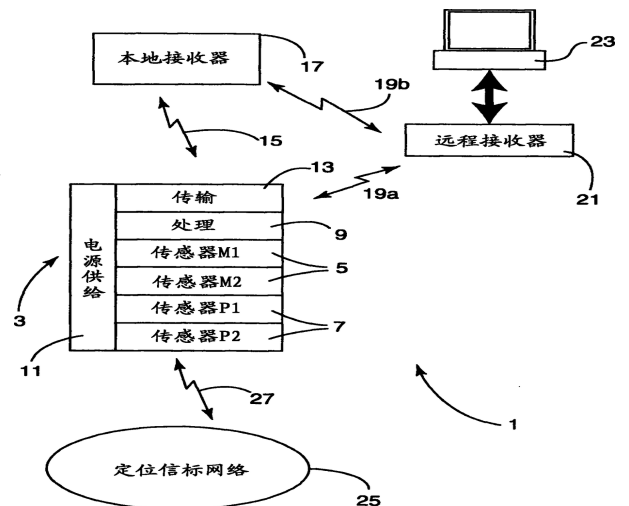 本地接收器
17
23
19b
15
远程接收器
13
21
19a
传输
处理
9
电源供给
传感器M1
5
传感器M2
3
传感器P1
7
传感器P2
11
27
1
定位信标网络
25